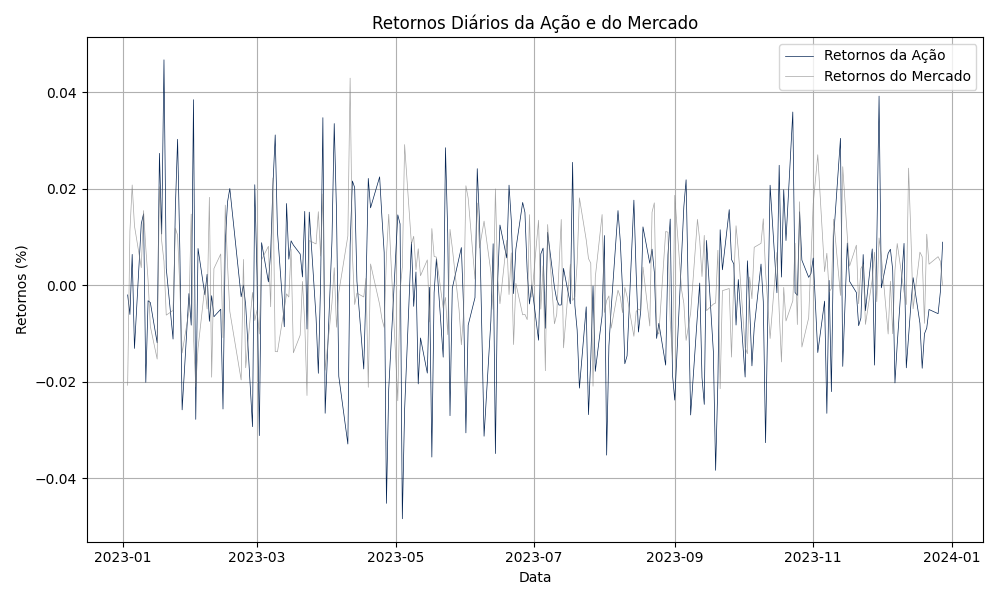 Retornos Diários da Ação e do Mercado
Retornos da Ação
Retornos do Mercado
Retornos (%)
0.04
0.02
0.00
−0.02
−0.04
2023-01
2023-03
2023-05
2023-07
2023-09
2023-11
2024-01
Data